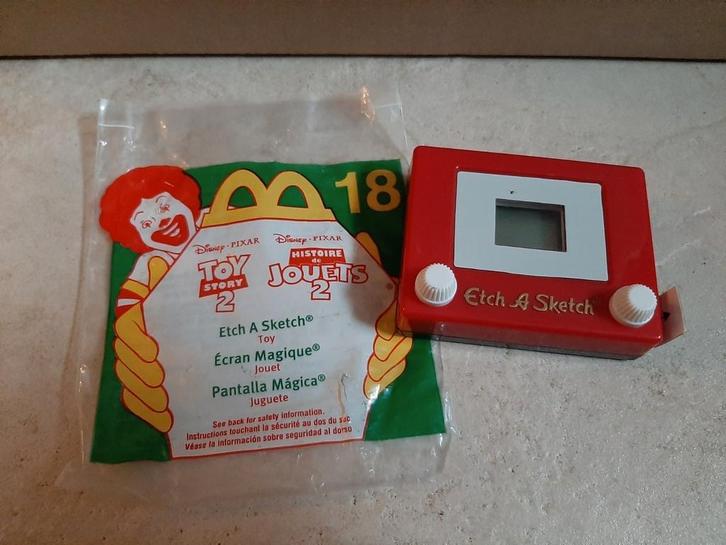 18
Disney · PIXAR
TOY
STORY
2
Disney · PIXAR
HISTOIRE
de
JOUETS
2
Etch A Sketch®
Toy
Écran Magique®
Jouet
Pantalla Mágica®
Juguete
See back for safety information.
Instructions touchant la sécurité au dos du sac
Véase la información sobre seguridad al dorso
Etch A Sketch